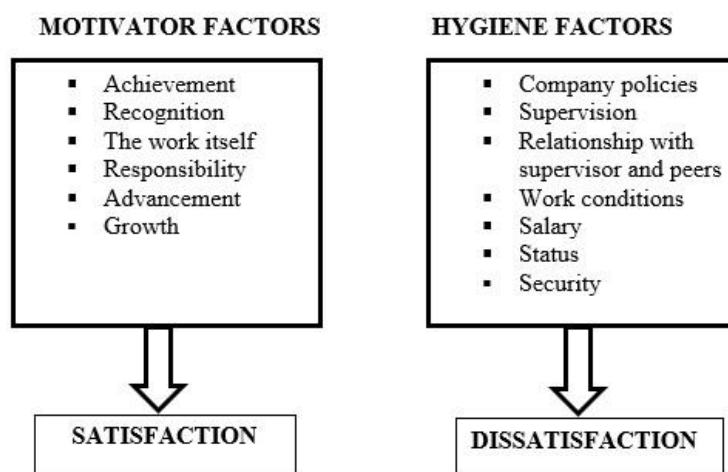 MOTIVATOR FACTORS
▪ Achievement
▪ Recognition
▪ The work itself
▪ Responsibility
▪ Advancement
▪ Growth
SATISFACTION
HYGIENE FACTORS
▪ Company policies
▪ Supervision
▪ Relationship with
supervisor and peers
▪ Work conditions
▪ Salary
▪ Status
▪ Security
DISSATISFACTION